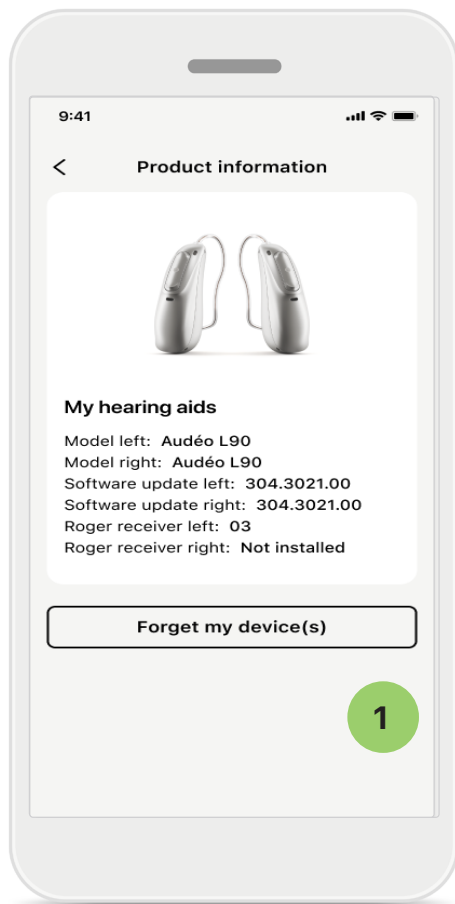 9:41
Product information
My hearing aids
Model left: Audéo L90
Model right: Audéo L90
Software update left: 304.3021.00
Software update right: 304.3021.00
Roger receiver left: 03
Roger receiver right: Not installed
Forget my device(s)
1